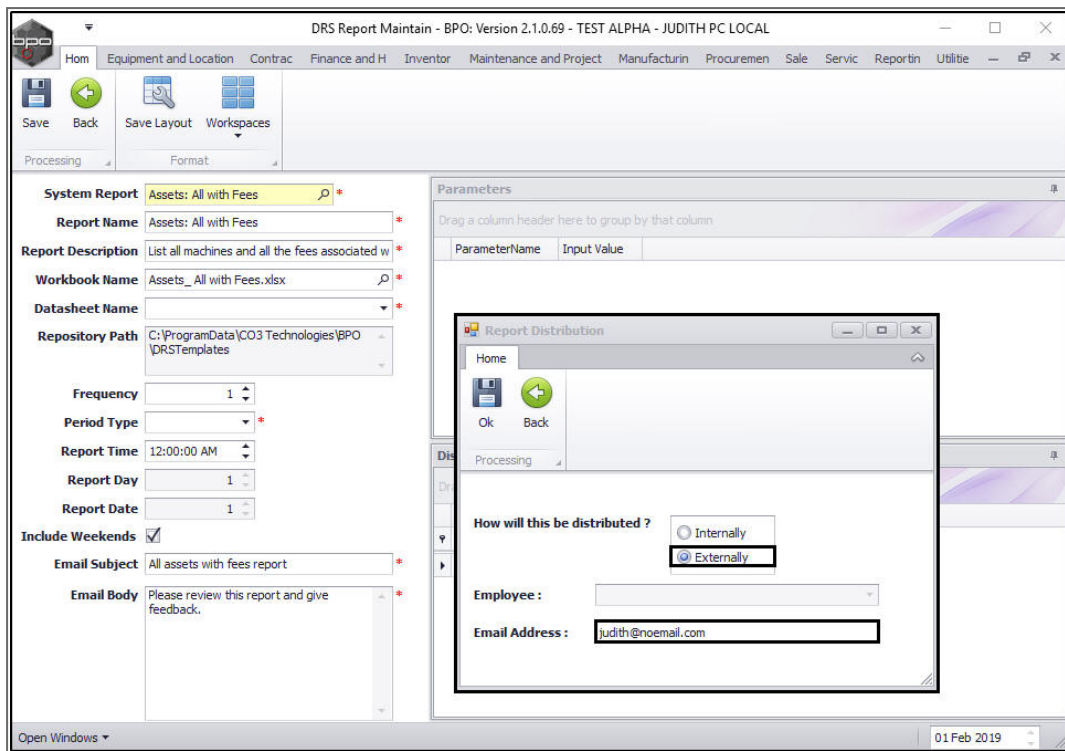 DRS Report Maintain - BPO: Version 2.1.0.69 - TEST ALPHA - JUDITH PC LOCAL
bpo
Hom Equipment and Location Contrac Finance and H Inventor Maintenance and Project Manufacturin Procuremen Sale Servic Reportin Utilitie
Save Back Save Layout Workspaces
Processing Format
System Report Assets: All with Fees *
Report Name Assets: All with Fees *
Report Description List all machines and all the fees associated w *
Workbook Name Assets_ All with Fees.xlsx *
Datasheet Name *
Repository Path C:\ProgramData\CO3 Technologies\BPO
\DRSTemplates
Frequency 1
Period Type *
Report Time 12:00:00 AM
Report Day 1
Report Date 1
Include Weekends
Email Subject All assets with fees report *
Email Body Please review this report and give *
feedback.
Parameters
Drag a column header here to group by that column
ParameterName Input Value
Dis
Dra
Report Distribution
Home
Ok Back
Processing
How will this be distributed ?
Internally
Externally
Employee :
Email Address : judith@noemail.com
Open Windows 01 Feb 2019